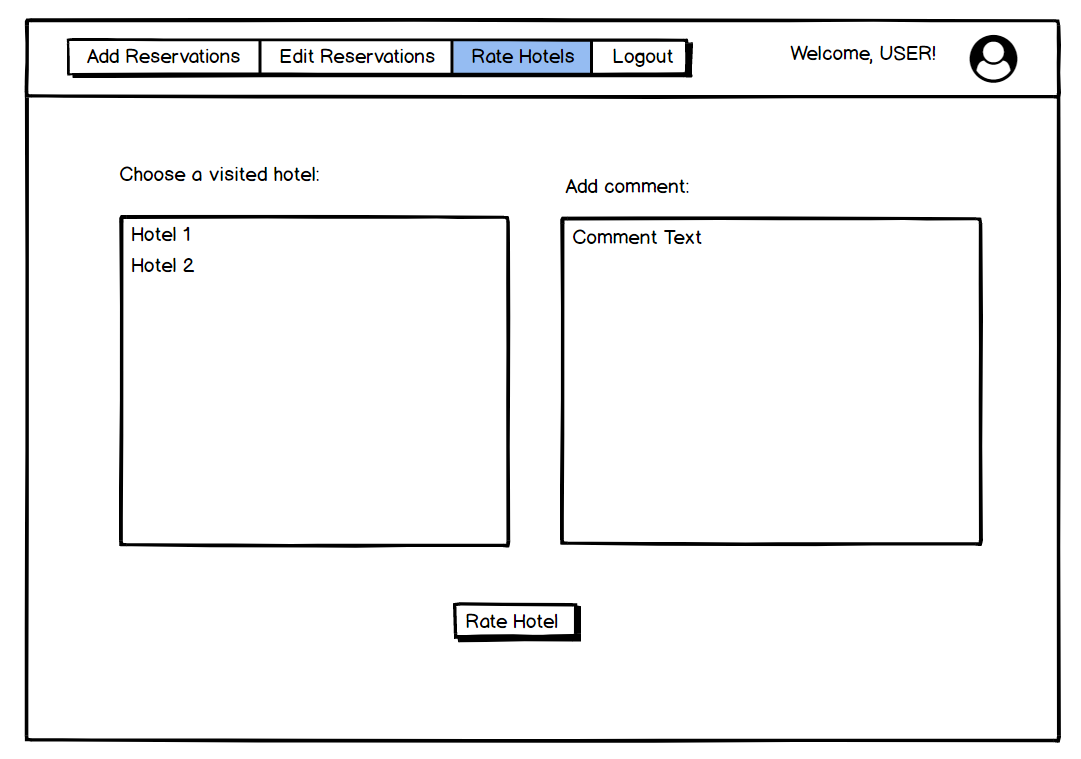 Add Reservations Edit Reservations Rate Hotels Logout Welcome, USER!
Choose a visited hotel:
Add comment:
Hotel 1
Hotel 2
Comment Text
Rate Hotel